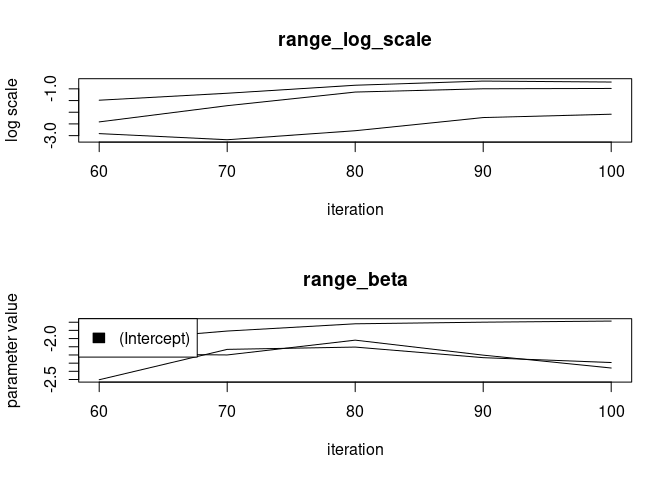 range_log_scale
log scale
-1.0
-3.0
60 70 80 90 100
iteration
range_beta
parameter value
-2.0
-2.5
(Intercept)
60 70 80 90 100
iteration